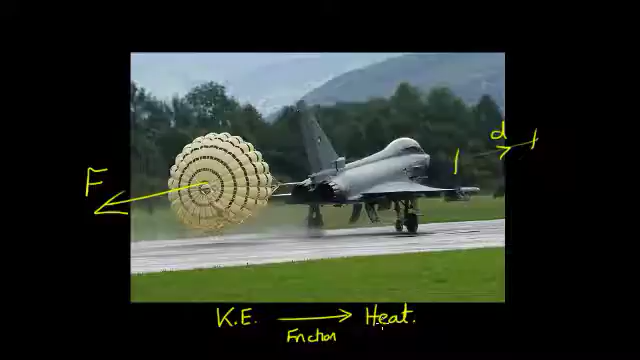 d
F
K.E. → Heat.
Friction